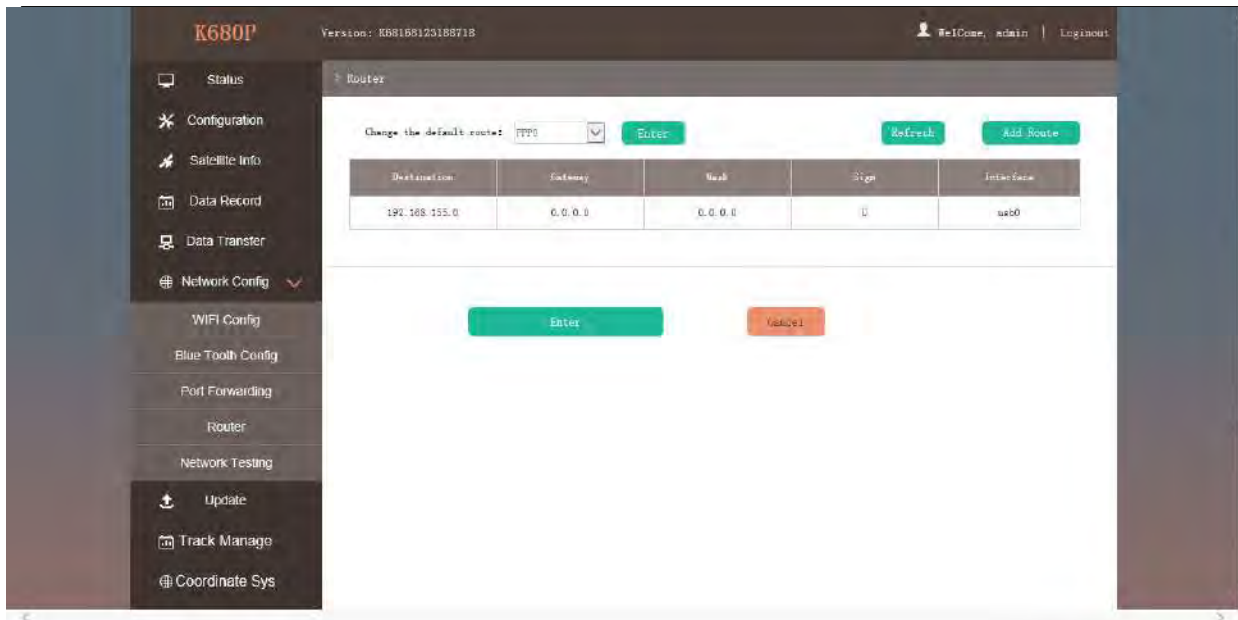 K680P
Version: K68168125188718
WelCome, admin | Loginout
Status
> Router
Configuration
Change the default route: PPP0 Enter Refresh Add Route
Satellite Info
Destination Gateway Mask Sign Interface
Data Record
192.168.155.0 0.0.0.0 0.0.0.0 0 usb0
Data Transfer
Network Config
WIFI Config
Enter Cancel
Blue Tooth Config
Port Forwarding
Router
Network Testing
Update
Track Manage
Coordinate Sys